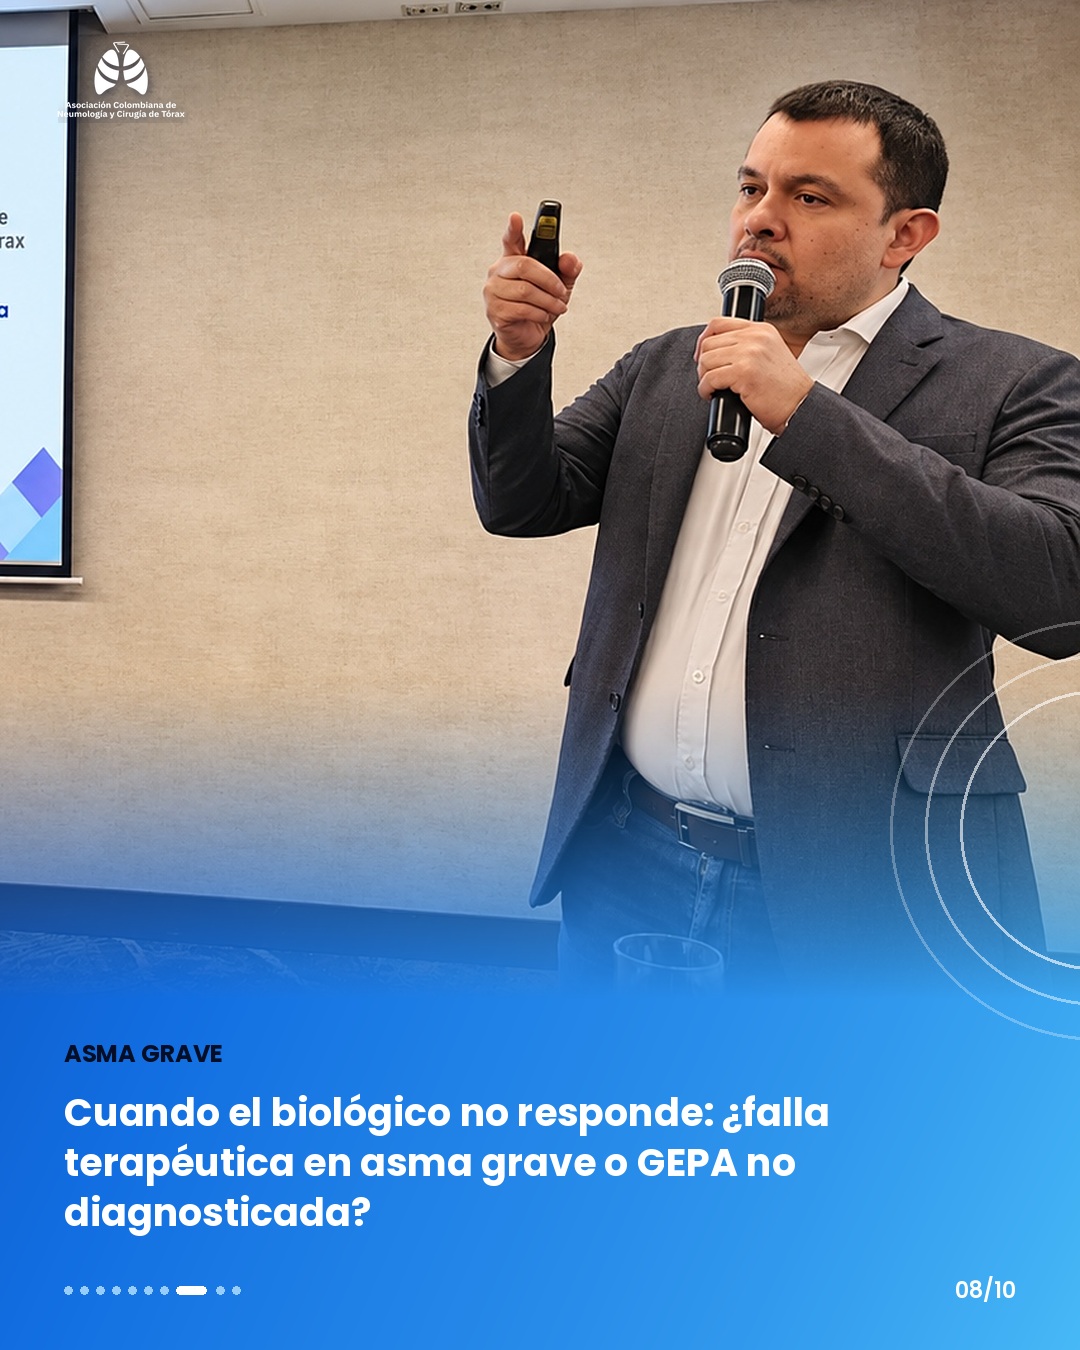 Asociación Colombiana de
Neumología y Cirugía de Tórax
e
rax
a
ASMA GRAVE
Cuando el biológico no responde: ¿falla
terapéutica en asma grave o GEPA no
diagnosticada?
08/10